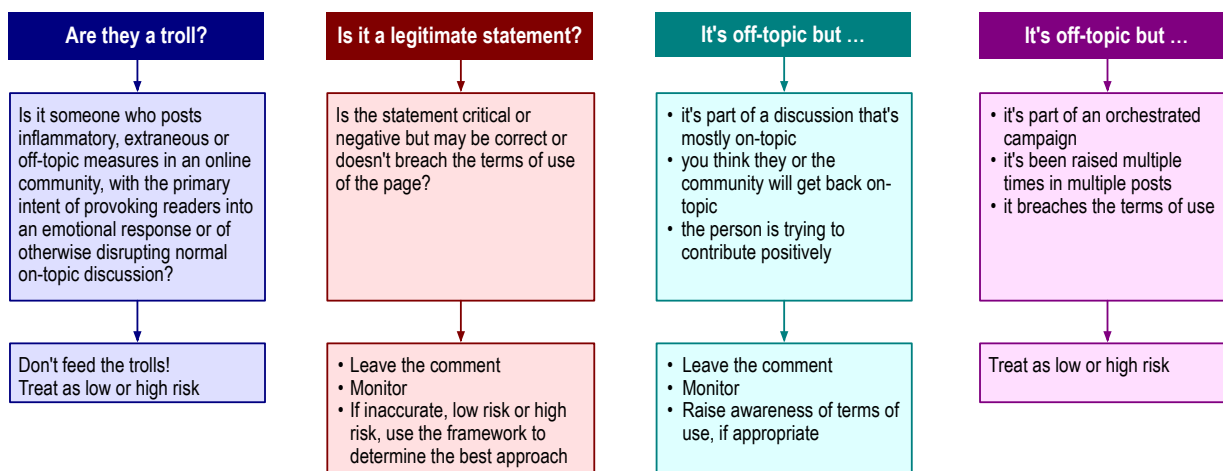 Are they a troll?
Is it someone who posts
inflammatory, extraneous or
off-topic measures in an online
community, with the primary
intent of provoking readers into
an emotional response or of
otherwise disrupting normal
on-topic discussion?
Don't feed the trolls!
Treat as low or high risk
Is it a legitimate statement?
Is the statement critical or
negative but may be correct or
doesn't breach the terms of use
of the page?
• Leave the comment
• Monitor
• If inaccurate, low risk or high
risk, use the framework to
determine the best approach
It's off-topic but …
• it's part of a discussion that's
mostly on-topic
• you think they or the
community will get back on-
topic
• the person is trying to
contribute positively
• Leave the comment
• Monitor
• Raise awareness of terms of
use, if appropriate
It's off-topic but …
• it's part of an orchestrated
campaign
• it's been raised multiple
times in multiple posts
• it breaches the terms of use
Treat as low or high risk